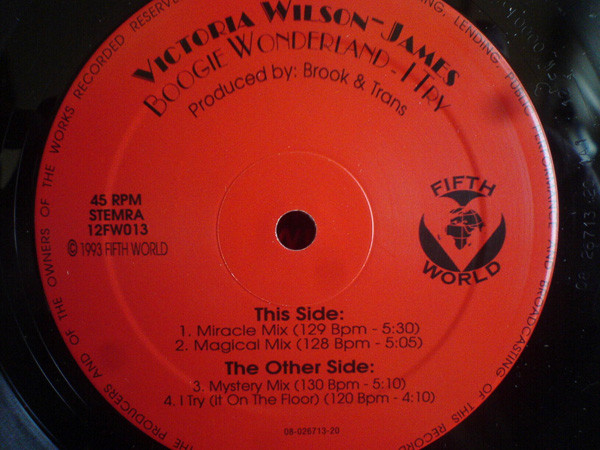 VICTORIA WILSON-JAMES
BOOGIE WONDERLAND - I TRY
Produced by: Brook & Trans
45 RPM
STEMRA
12FW013
© 1993 FIFTH WORLD
FIFTH
WORLD
This Side:
1. Miracle Mix (129 Bpm - 5:30)
2. Magical Mix (128 Bpm - 5:05)
The Other Side:
3. Mystery Mix (130 Bpm - 5:10)
4. I Try (it On The Floor) (120 Bpm - 4:10)
08-026713-20
THE PRODUCERS AND OF THE OWNERS OF THE WORKS RECORDED RESERVED
LENDING, PUBLIC PERFORMANCE AND BROADCASTING OF THIS RECORD